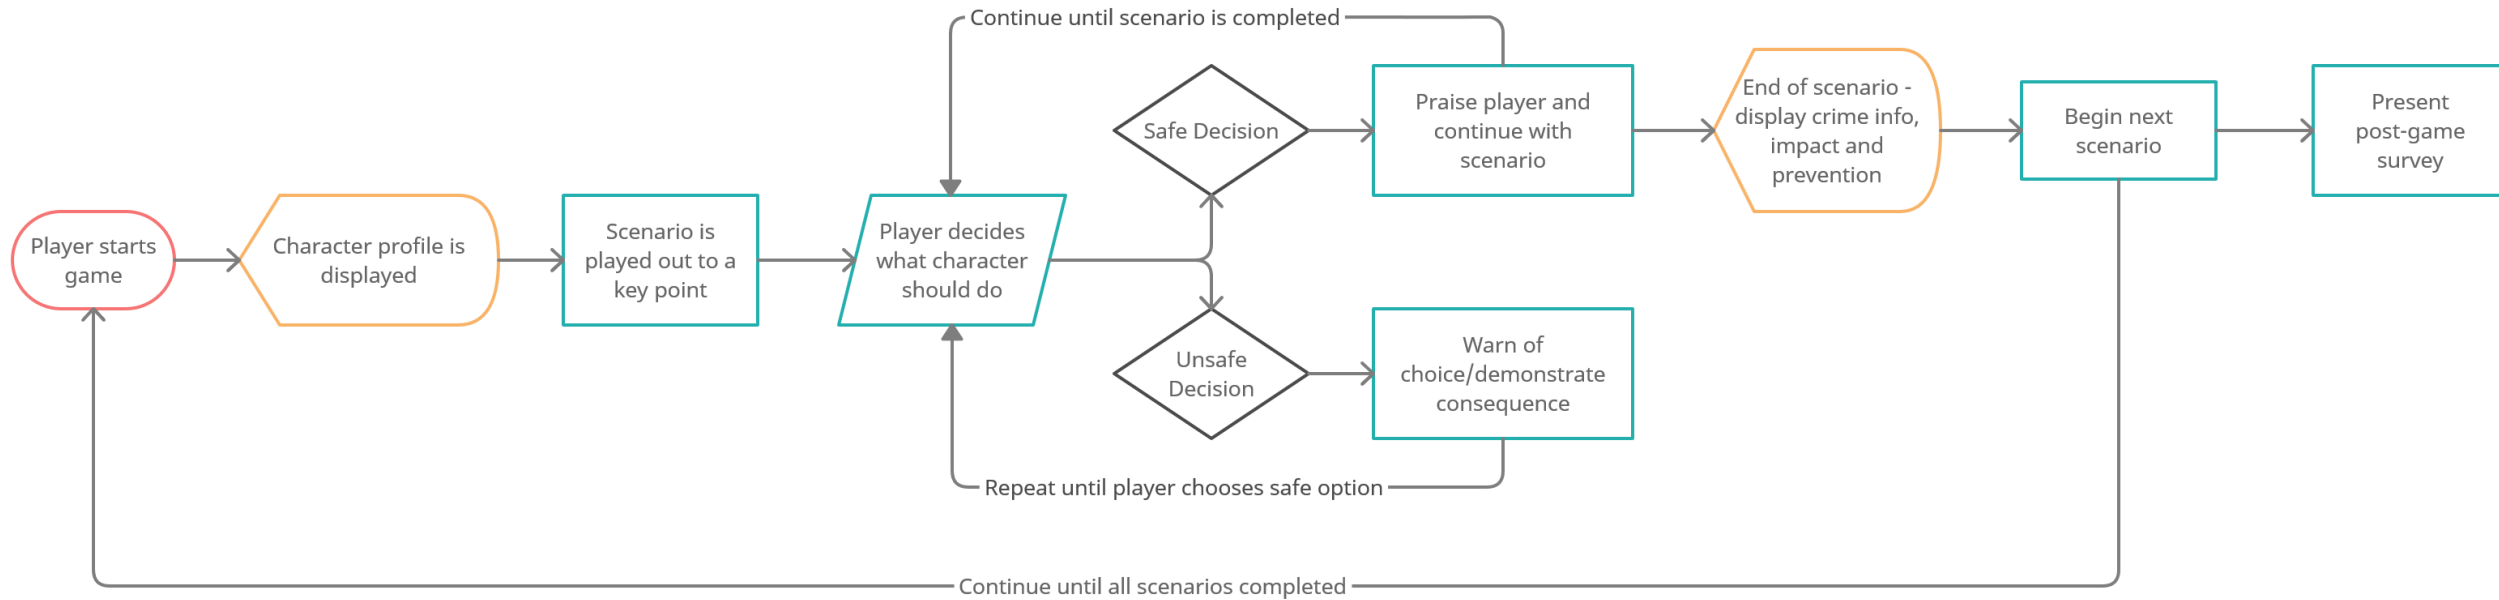 Continue until scenario is completed
Player starts
game
Character profile is
displayed
Scenario is
played out to a
key point
Player decides
what character
should do
Safe Decision
Praise player and
continue with
scenario
End of scenario -
display crime info,
impact and
prevention
Begin next
scenario
Present
post-game
survey
Unsafe
Decision
Warn of
choice/demonstrate
consequence
Repeat until player chooses safe option
Continue until all scenarios completed